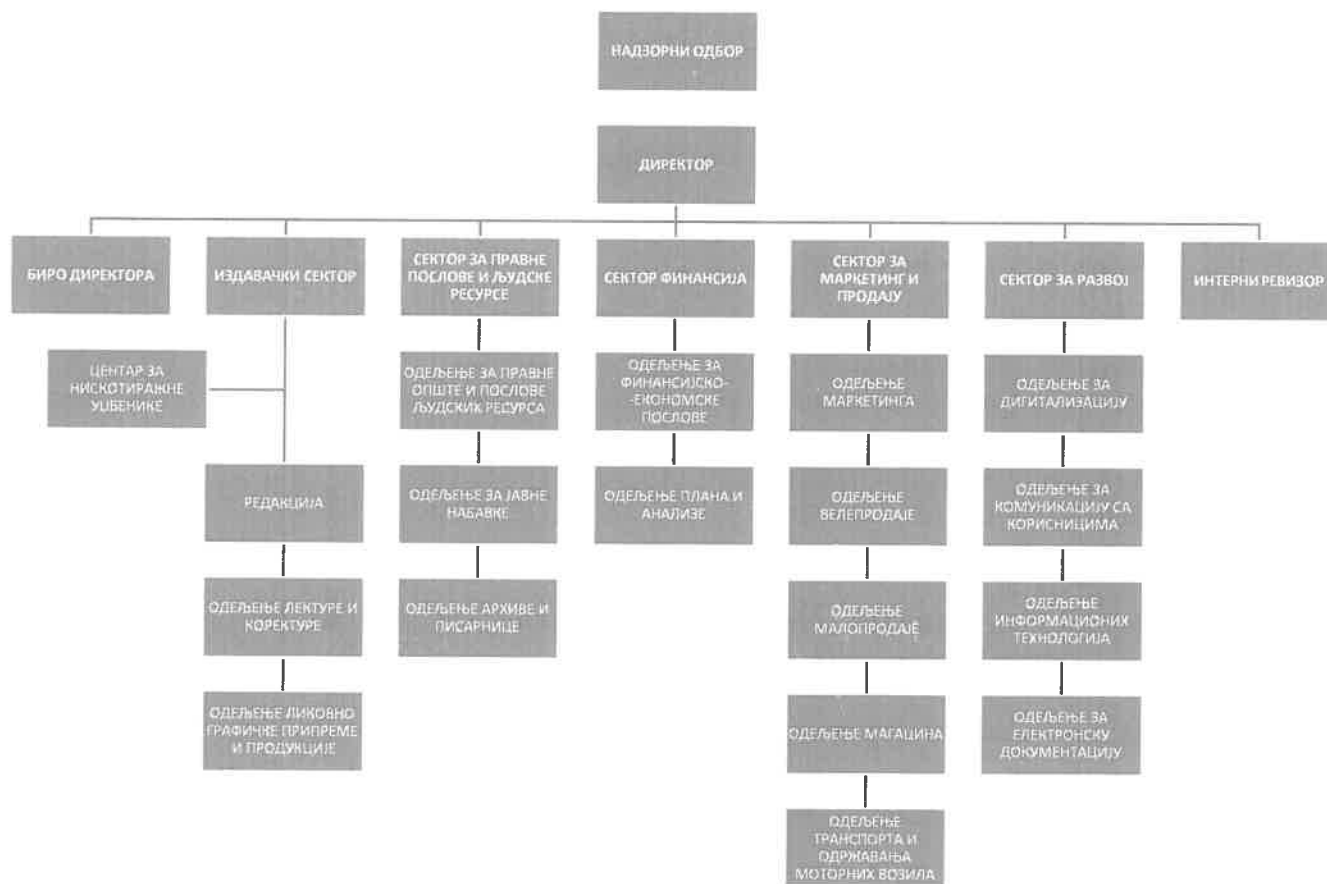 НАДЗОРНИ ОДБОР
ДИРЕКТОР
БИРО ДИРЕКТОРА
ИЗДАВАЧКИ СЕКТОР
СЕКТОР ЗА ПРАВНЕ
ПОСЛОВЕ И ЉУДСКЕ
РЕСУРСЕ
СЕКТОР ФИНАНСИЈА
СЕКТОР ЗА
МАРКЕТИНГ И
ПРОДАЈУ
СЕКТОР ЗА РАЗВОЈ
ИНТЕРНИ РЕВИЗОР
ЦЕНТАР ЗА
НИСКОТИРАЖНЕ
УЏБЕНИКЕ
РЕДАКЦИЈА
ОДЕЉЕЊЕ ЛЕКТУРЕ И
КОРЕКТУРЕ
ОДЕЉЕЊЕ ЛИКОВНО
ГРАФИЧКЕ ПРИПРЕМЕ
И ПРОДУКЦИЈЕ
ОДЕЉЕЊЕ ЗА ПРАВНЕ
ОПШТЕ И ПОСЛОВЕ
ЉУДСКИХ РЕСУРСА
ОДЕЉЕЊЕ ЗА ЈАВНЕ
НАБАВКЕ
ОДЕЉЕЊЕ АРХИВЕ И
ПИСАРНИЦЕ
ОДЕЉЕЊЕ ЗА
ФИНАНСИЈСКО-
-ЕКОНОМСКЕ
ПОСЛОВЕ
ОДЕЉЕЊЕ ПЛАНА И
АНАЛИЗЕ
ОДЕЉЕЊЕ
МАРКЕТИНГА
ОДЕЉЕЊЕ
ВЕЛЕПРОДАЈЕ
ОДЕЉЕЊЕ
МАЛОПРОДАЈЕ
ОДЕЉЕЊЕ МАГАЦИНА
ОДЕЉЕЊЕ
ТРАНСПОРТА И
ОДРЖАВАЊА
МОТОРНИХ ВОЗИЛА
ОДЕЉЕЊЕ ЗА
ДИГИТАЛИЗАЦИЈУ
ОДЕЉЕЊЕ ЗА
КОМУНИКАЦИЈУ СА
КОРИСНИЦИМА
ОДЕЉЕЊЕ
ИНФОРМАЦИОНИХ
ТЕХНОЛОГИЈА
ОДЕЉЕЊЕ ЗА
ЕЛЕКТРОНСКУ
ДОКУМЕНТАЦИЈУ